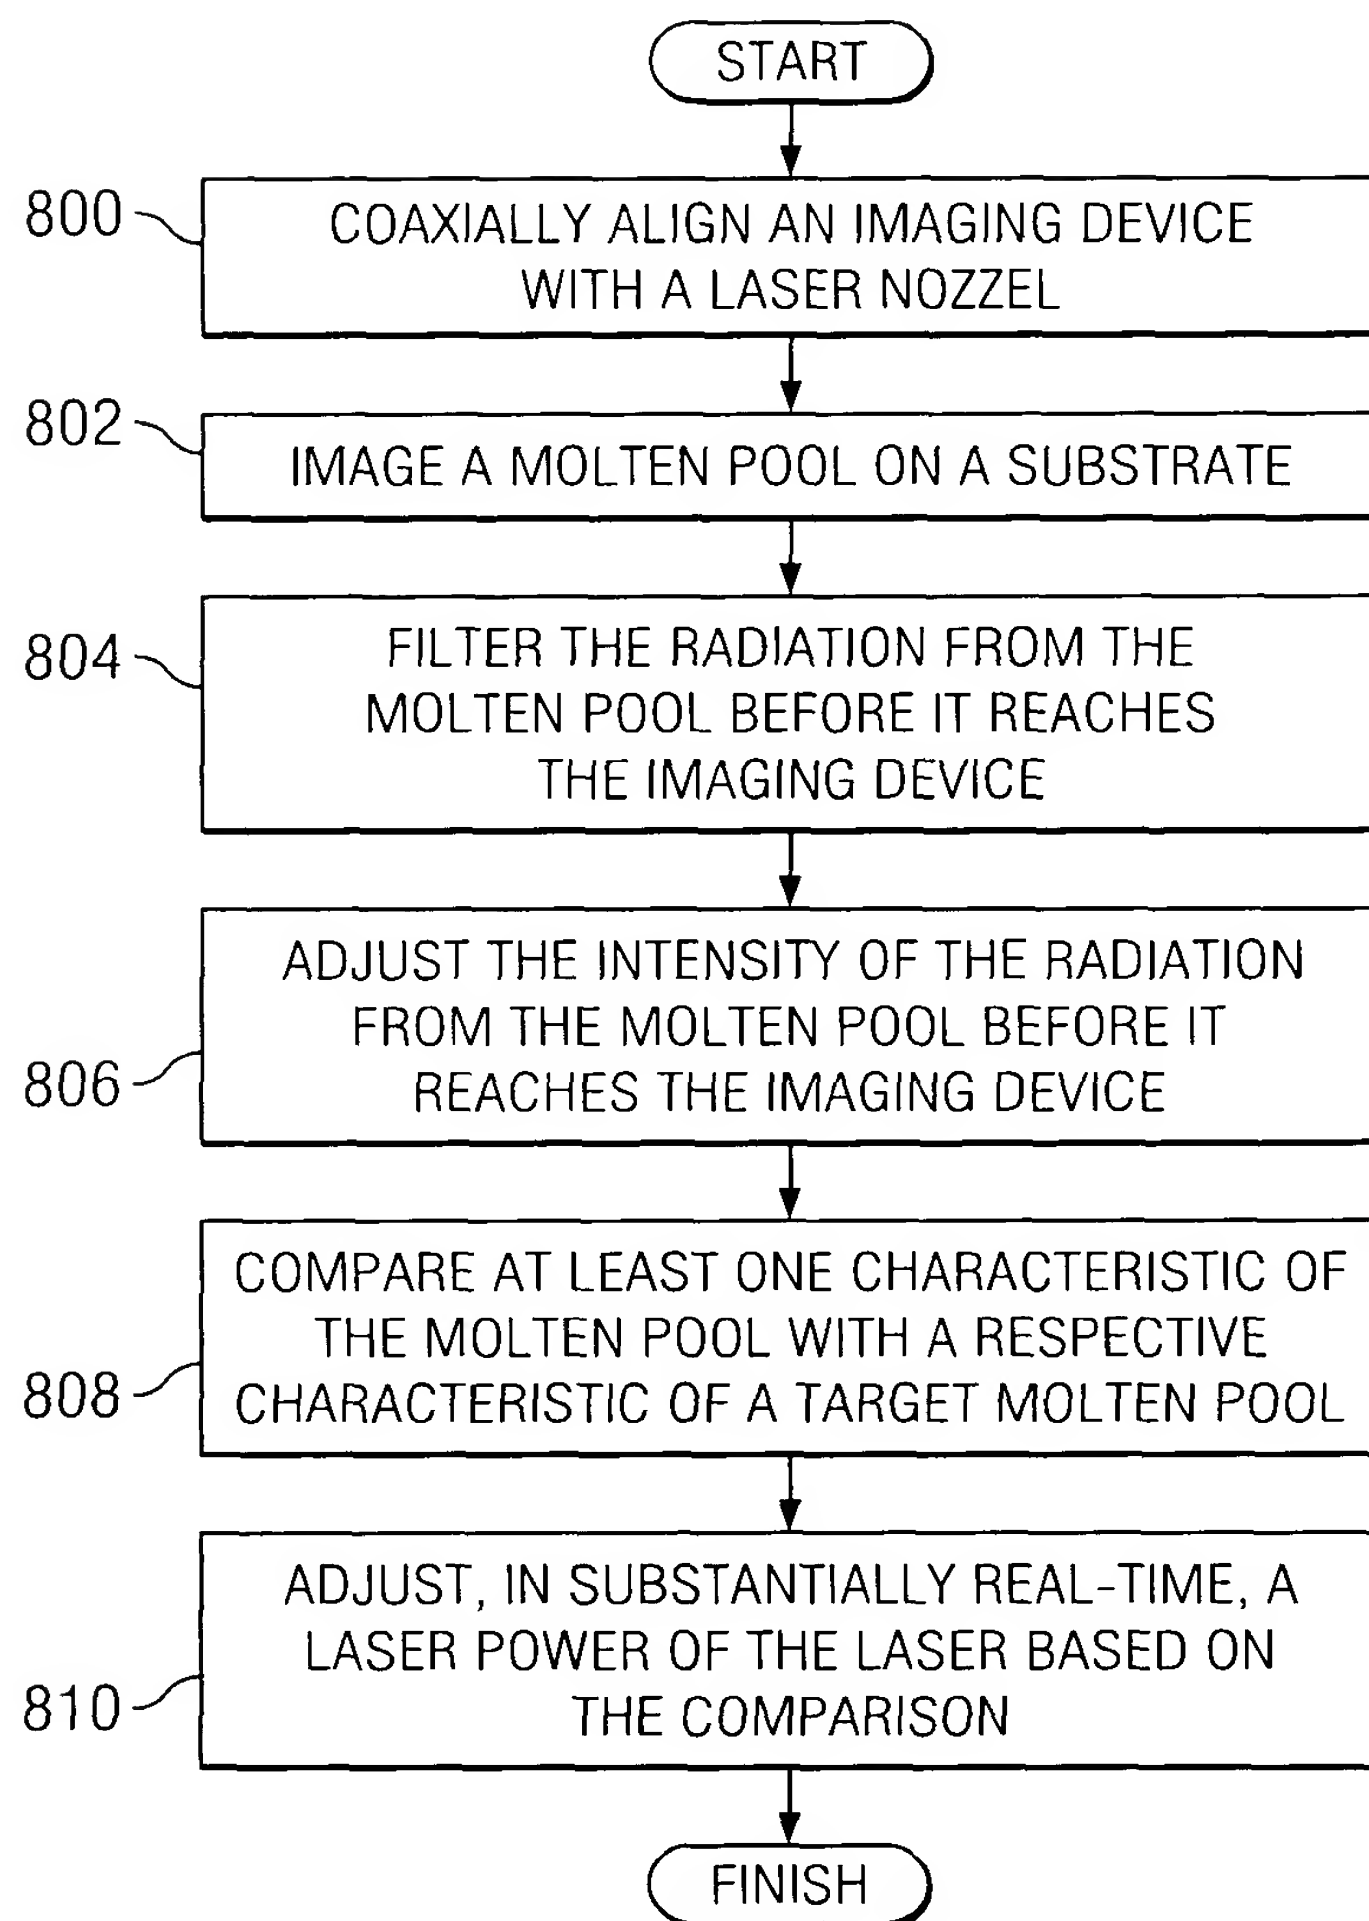 START
800
COAXIALLY ALIGN AN IMAGING DEVICE
WITH A LASER NOZZEL
802
IMAGE A MOLTEN POOL ON A SUBSTRATE
804
FILTER THE RADIATION FROM THE
MOLTEN POOL BEFORE IT REACHES
THE IMAGING DEVICE
806
ADJUST THE INTENSITY OF THE RADIATION
FROM THE MOLTEN POOL BEFORE IT
REACHES THE IMAGING DEVICE
808
COMPARE AT LEAST ONE CHARACTERISTIC OF
THE MOLTEN POOL WITH A RESPECTIVE
CHARACTERISTIC OF A TARGET MOLTEN POOL
810
ADJUST, IN SUBSTANTIALLY REAL-TIME, A
LASER POWER OF THE LASER BASED ON
THE COMPARISON
FINISH